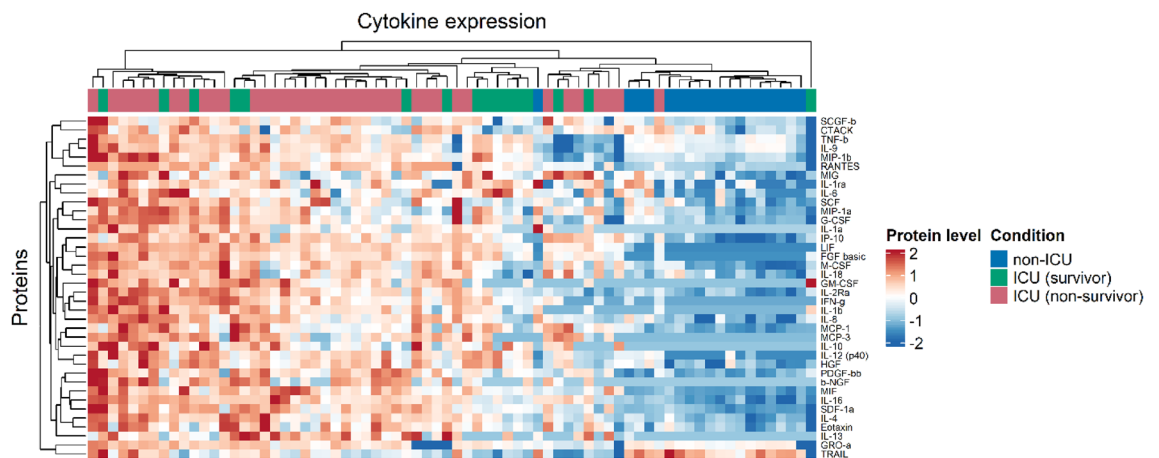 Cytokine expression
Proteins
SCGF-b
CTACK
TNF-b
IL-9
MIP-1b
RANTES
MIG
IL-1ra
IL-6
SCF
MIP-1a
G-CSF
IL-1a
IP-10
LIF
FGF basic
M-CSF
IL-18
GM-CSF
IL-2Ra
IFN-g
IL-1b
IL-8
MCP-1
MCP-3
IL-10
IL-12 (p40)
HGF
PDGF-bb
b-NGF
MIF
IL-16
SDF-1a
IL-4
Eotaxin
IL-13
GRO-a
TRAIL
Protein level
2
1
0
-1
-2
Condition
non-ICU
ICU (survivor)
ICU (non-survivor)